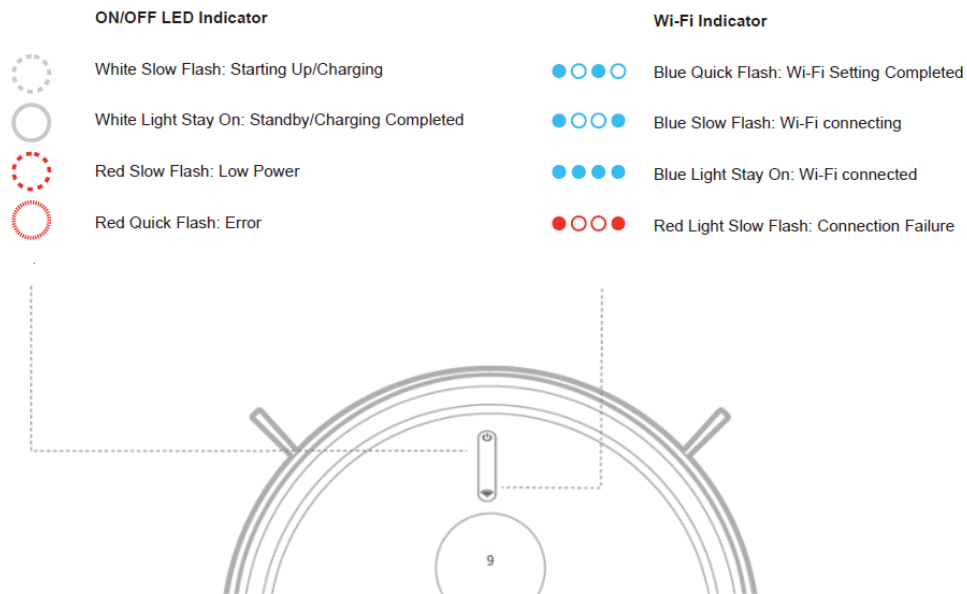 ON/OFF LED Indicator
White Slow Flash: Starting Up/Charging
White Light Stay On: Standby/Charging Completed
Red Slow Flash: Low Power
Red Quick Flash: Error
Wi-Fi Indicator
Blue Quick Flash: Wi-Fi Setting Completed
Blue Slow Flash: Wi-Fi connecting
Blue Light Stay On: Wi-Fi connected
Red Light Slow Flash: Connection Failure
9